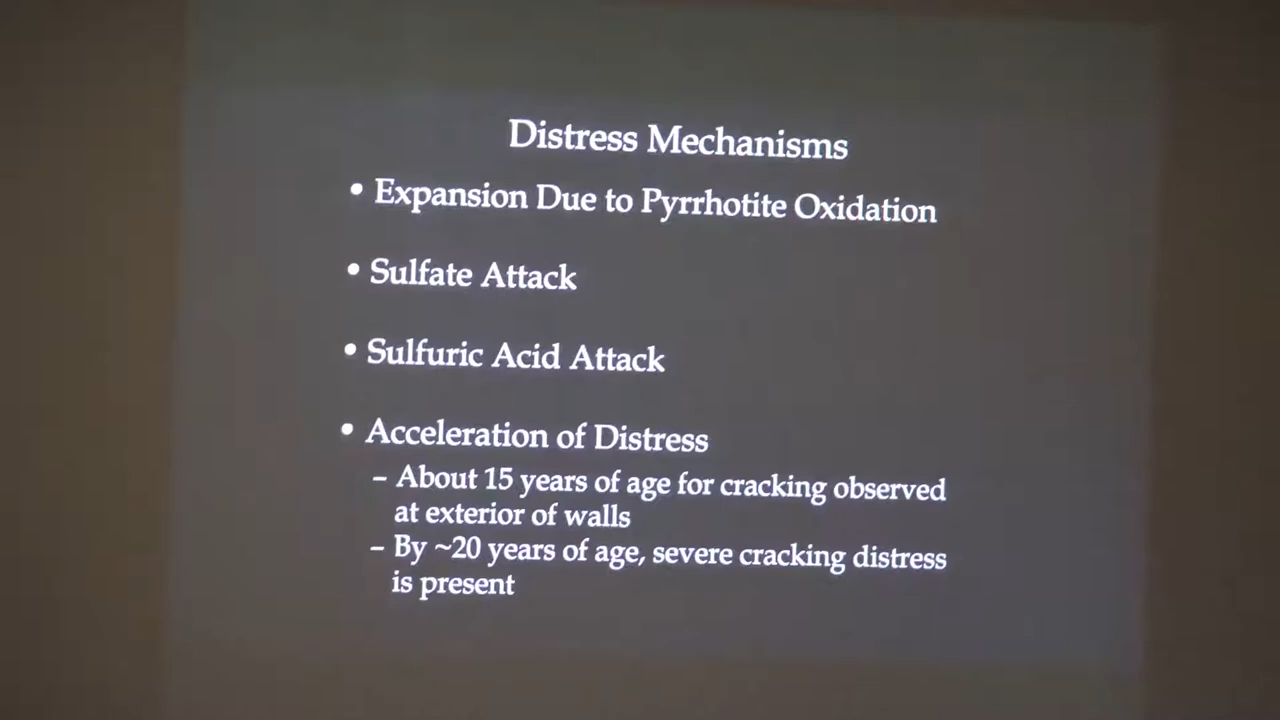 Distress Mechanisms
• Expansion Due to Pyrrhotite Oxidation
• Sulfate Attack
• Sulfuric Acid Attack
• Acceleration of Distress
– About 15 years of age for cracking observed
at exterior of walls
– By ~20 years of age, severe cracking distress
is present